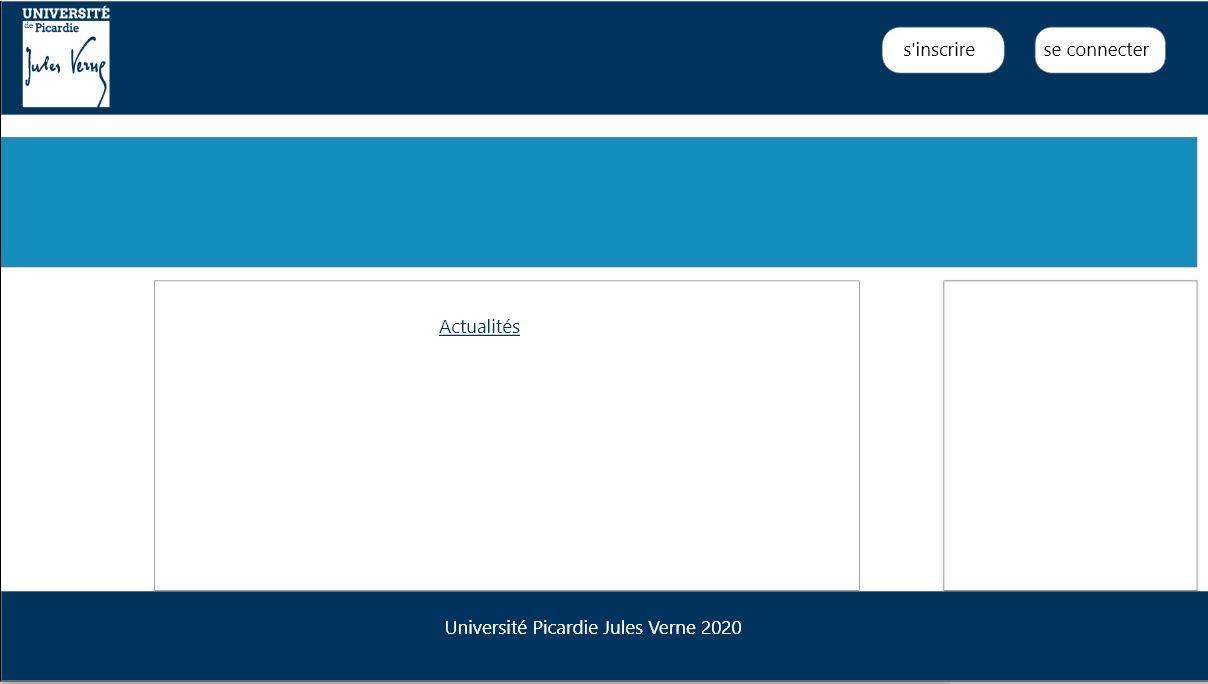 UNIVERSITÉ
de Picardie
Jules Verne
s'inscrire
se connecter
Actualités
Université Picardie Jules Verne 2020